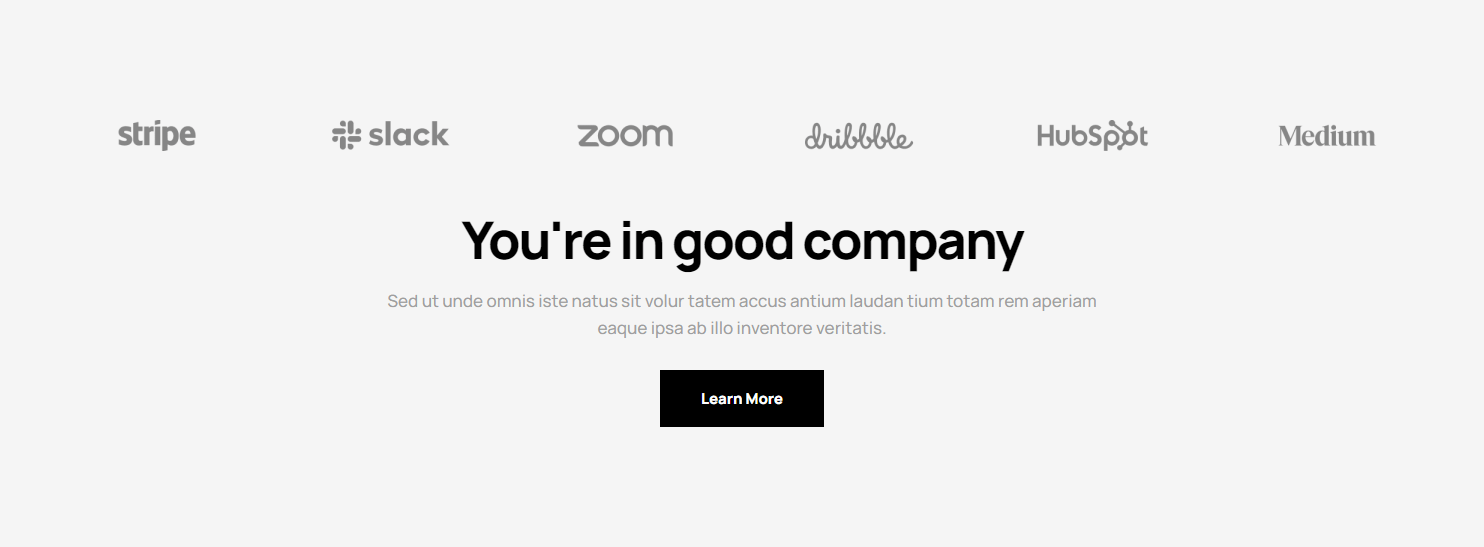 stripe slack zoom dribbble HubSpot Medium
You're in good company
Sed ut unde omnis iste natus sit volur tatem accus antium laudan tium totam rem aperiam
eaque ipsa ab illo inventore veritatis.
Learn More